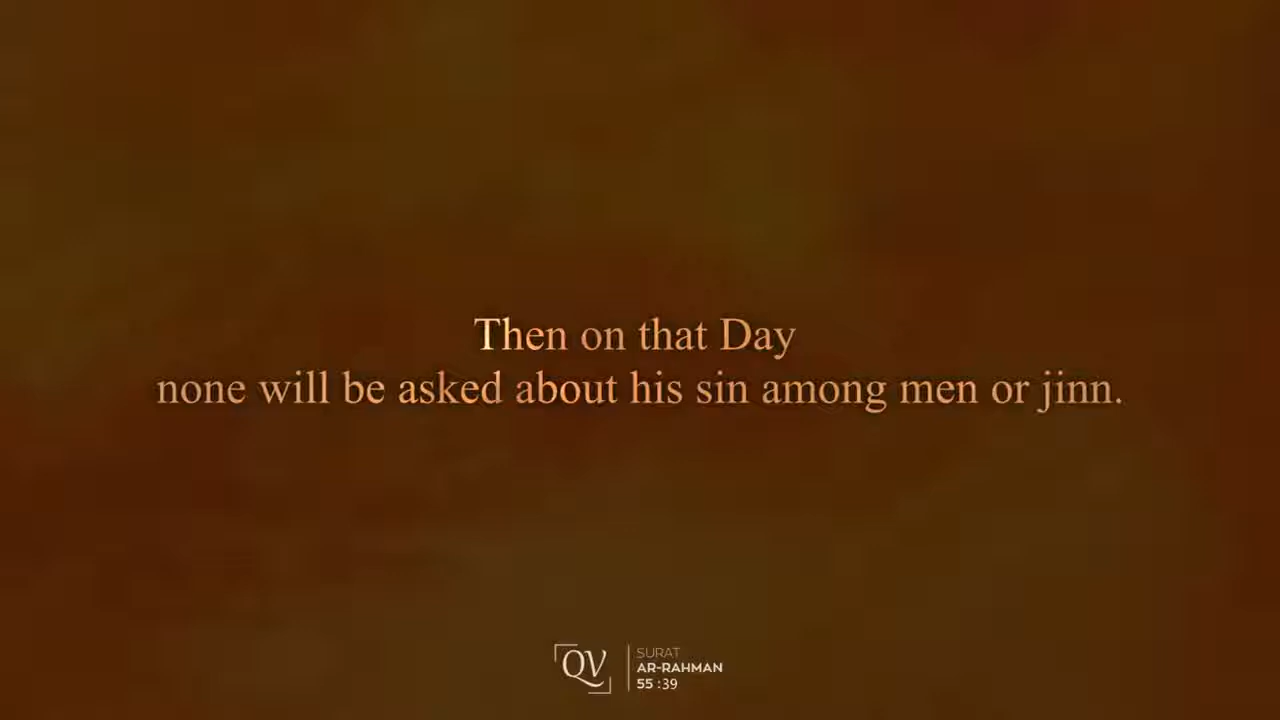 Then on that Day
none will be asked about his sin among men or jinn.
QV
SURAT
AR-RAHMAN
55 :39